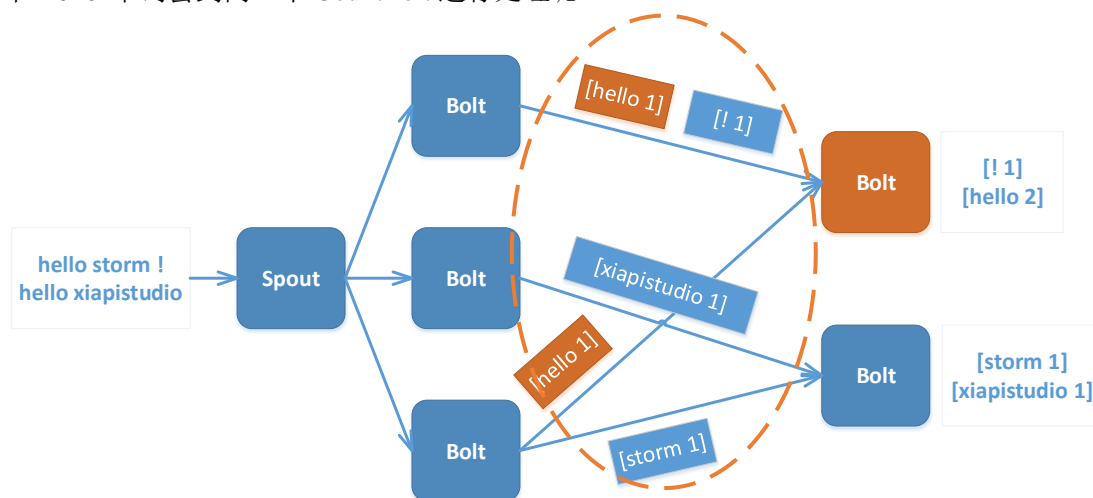 [hello 1]
[! 1]
Bolt
Bolt
[! 1]
[hello 2]
hello storm !
hello xiapistudio
Spout
Bolt
[xiapistudio 1]
[hello 1]
Bolt
[storm 1]
[xiapistudio 1]
Bolt
[storm 1]